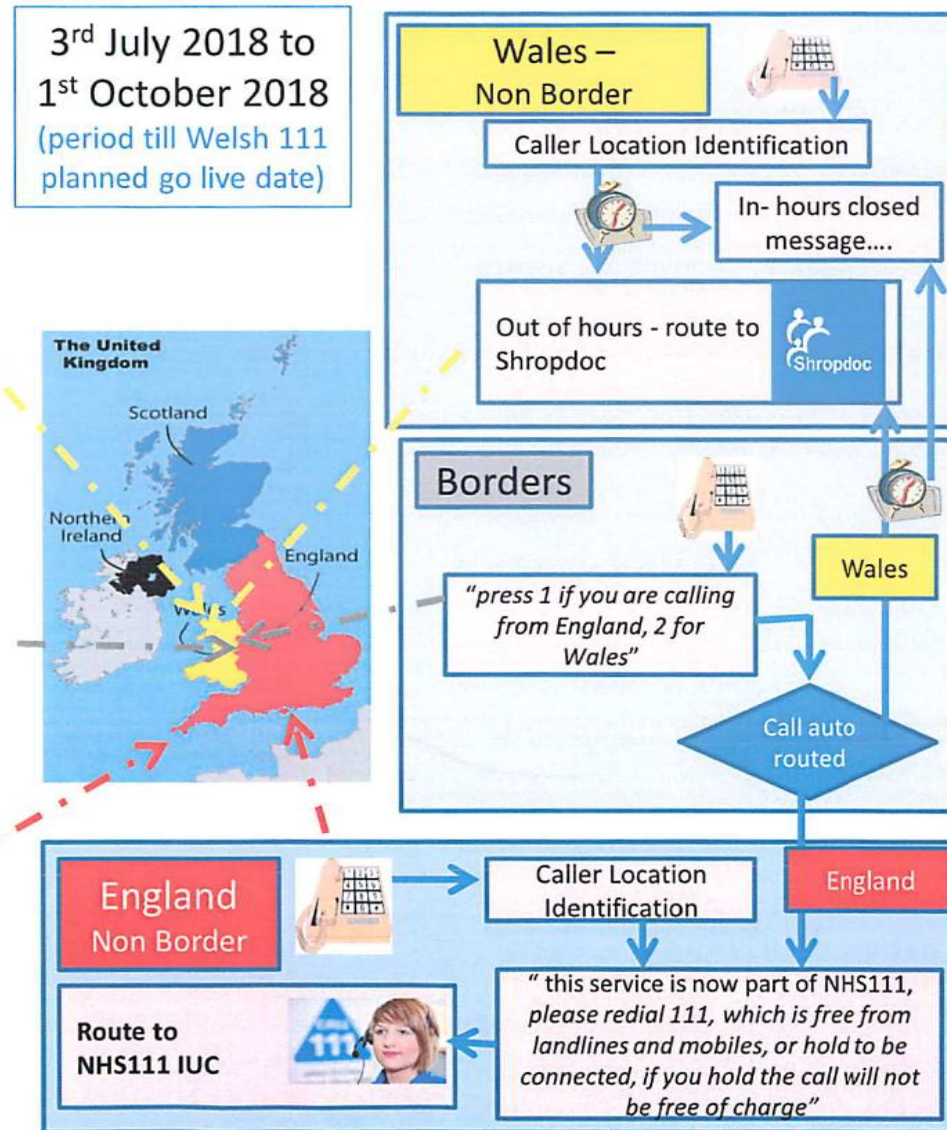 3rd July 2018 to
1st October 2018
(period till Welsh 111
planned go live date)
Wales –
Non Border
Caller Location Identification
In- hours closed
message....
Out of hours - route to
Shropdoc
Shropdoc
The United
Kingdom
Scotland
Northern
Ireland
England
Wales
Borders
"press 1 if you are calling
from England, 2 for
Wales"
Wales
Call auto
routed
England
Non Border
Caller Location
Identification
England
Route to
NHS111 IUC
CALL
111
" this service is now part of NHS111,
please redial 111, which is free from
landlines and mobiles, or hold to be
connected, if you hold the call will not
be free of charge"